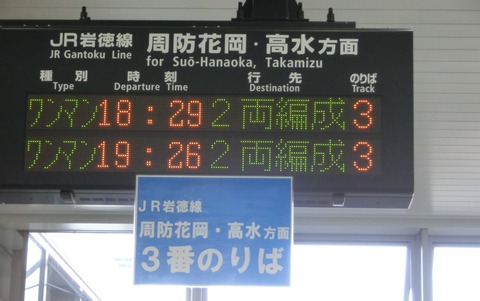 JR岩徳線 周防花岡・高水方面
JR Gantoku Line for Suō-Hanaoka, Takamizu
種別 時刻 行先 のりば
Type Departure Time Destination Track
ワンマン 18:29 2両編成 3
ワンマン 19:26 2両編成 3
JR岩徳線
周防花岡・高水方面
3番のりば